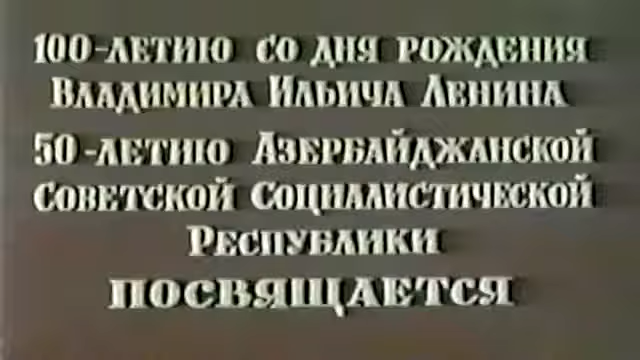 100-ЛЕТИЮ СО ДНЯ РОЖДЕНИЯ
ВЛАДИМИРА ИЛЬИЧА ЛЕНИНА
50-ЛЕТИЮ АЗЕРБАЙДЖАНСКОЙ
СОВЕТСКОЙ СОЦИАЛИСТИЧЕСКОЙ
РЕСПУБЛИКИ
ПОСВЯЩАЕТСЯ